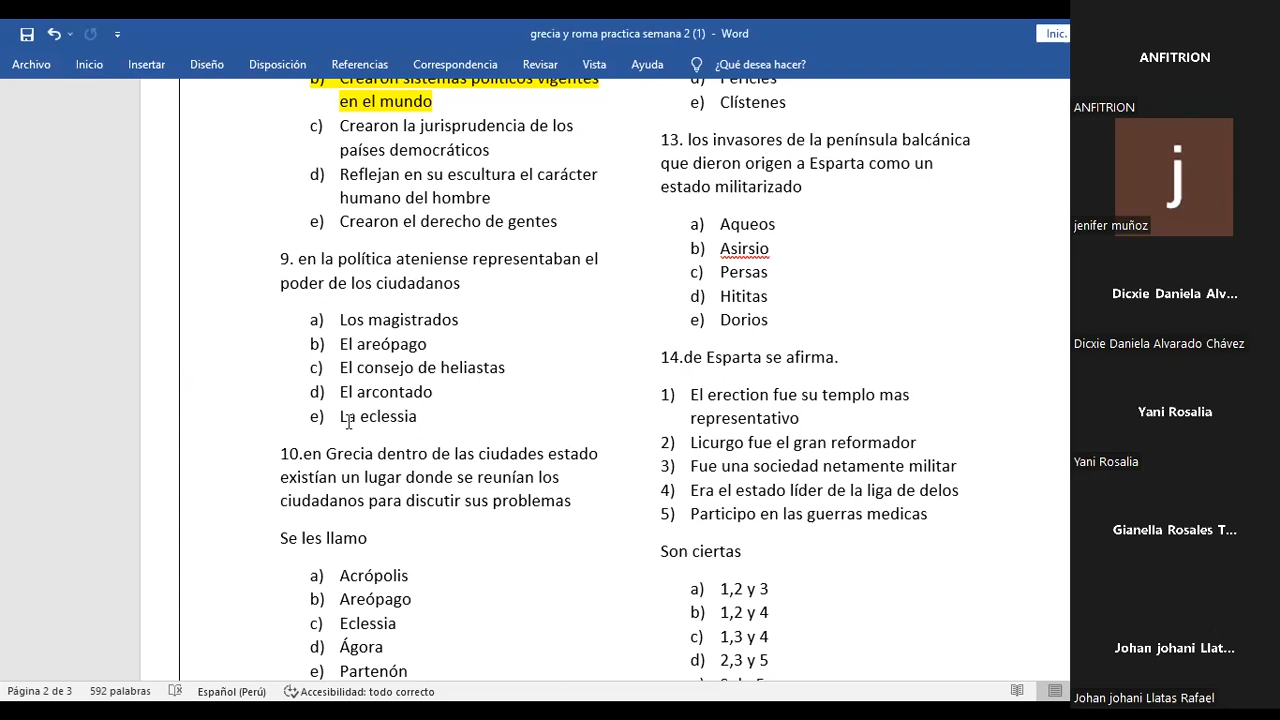 grecia y roma practica semana 2 (1) - Word
Inic.
Archivo Inicio Insertar Diseño Disposición Referencias Correspondencia Revisar Vista Ayuda ¿Qué desea hacer?
b) Crearon sistemas políticos vigentes
en el mundo
c) Crearon la jurisprudencia de los
países democráticos
d) Reflejan en su escultura el carácter
humano del hombre
e) Crearon el derecho de gentes
9. en la política ateniense representaban el
poder de los ciudadanos
a) Los magistrados
b) El areópago
c) El consejo de heliastas
d) El arcontado
e) La eclessia
10.en Grecia dentro de las ciudades estado
existían un lugar donde se reunían los
ciudadanos para discutir sus problemas
Se les llamo
a) Acrópolis
b) Areópago
c) Eclessia
d) Ágora
e) Partenón
d) Pericles
e) Clístenes
13. los invasores de la península balcánica
que dieron origen a Esparta como un
estado militarizado
a) Aqueos
b) Asirsio
c) Persas
d) Hititas
e) Dorios
14.de Esparta se afirma.
1) El erection fue su templo mas
representativo
2) Licurgo fue el gran reformador
3) Fue una sociedad netamente militar
4) Era el estado líder de la liga de delos
5) Participo en las guerras medicas
Son ciertas
a) 1,2 y 3
b) 1,2 y 4
c) 1,3 y 4
d) 2,3 y 5
Página 2 de 3 592 palabras Español (Perú) Accesibilidad: todo correcto
ANFITRION
ANFITRION
j
jenifer muñoz
Dicxie Daniela Alv...
Dicxie Daniela Alvarado Chávez
Yani Rosalia
Yani Rosalia
Gianella Rosales T...
Johan johani Llat...
Johan johani Llatas Rafael